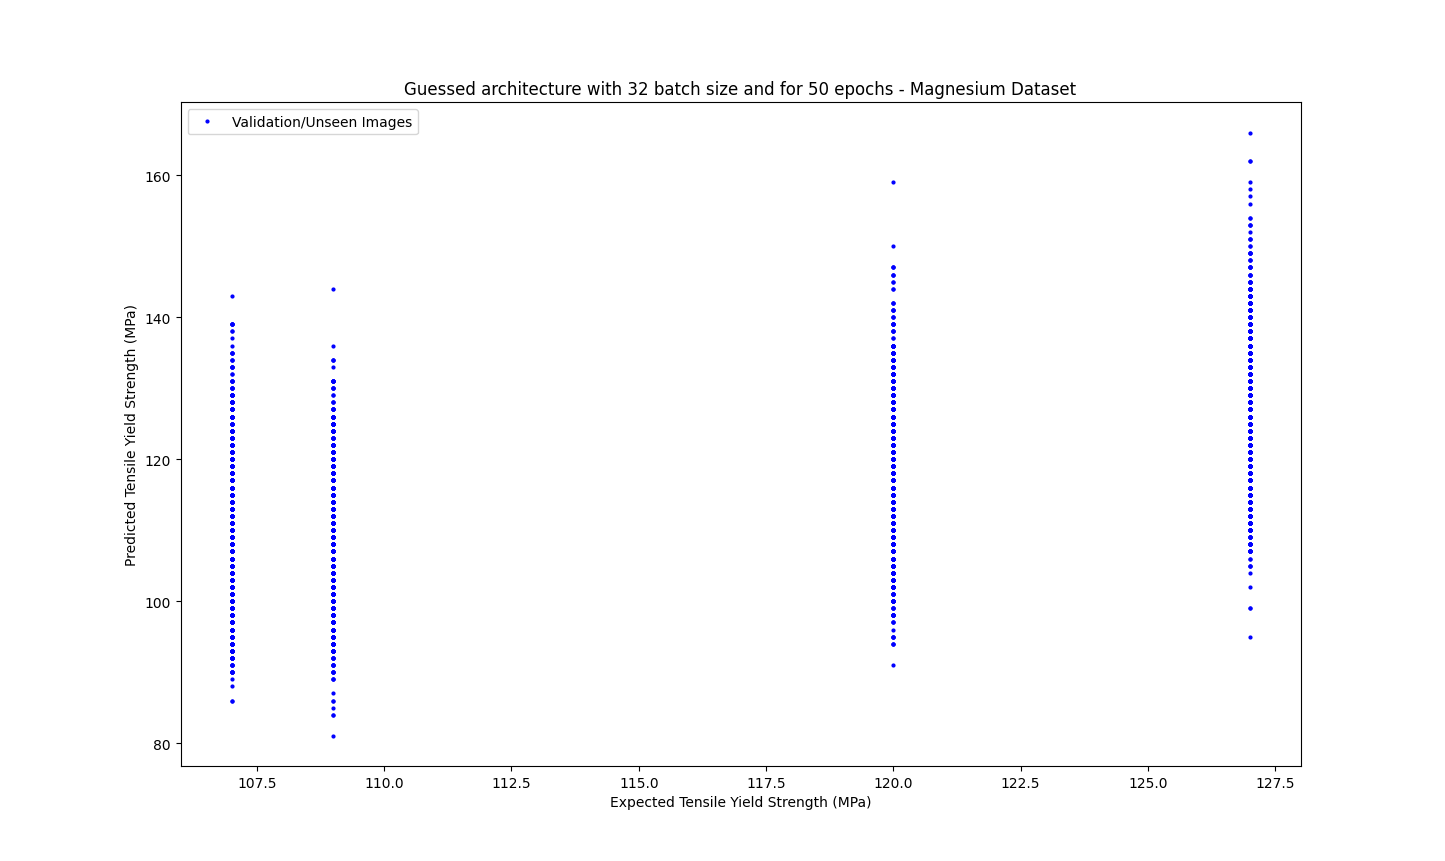 Guessed architecture with 32 batch size and for 50 epochs - Magnesium Dataset
Validation/Unseen Images
160
140
120
100
80
Predicted Tensile Yield Strength (MPa)
107.5 110.0 112.5 115.0 117.5 120.0 122.5 125.0 127.5
Expected Tensile Yield Strength (MPa)